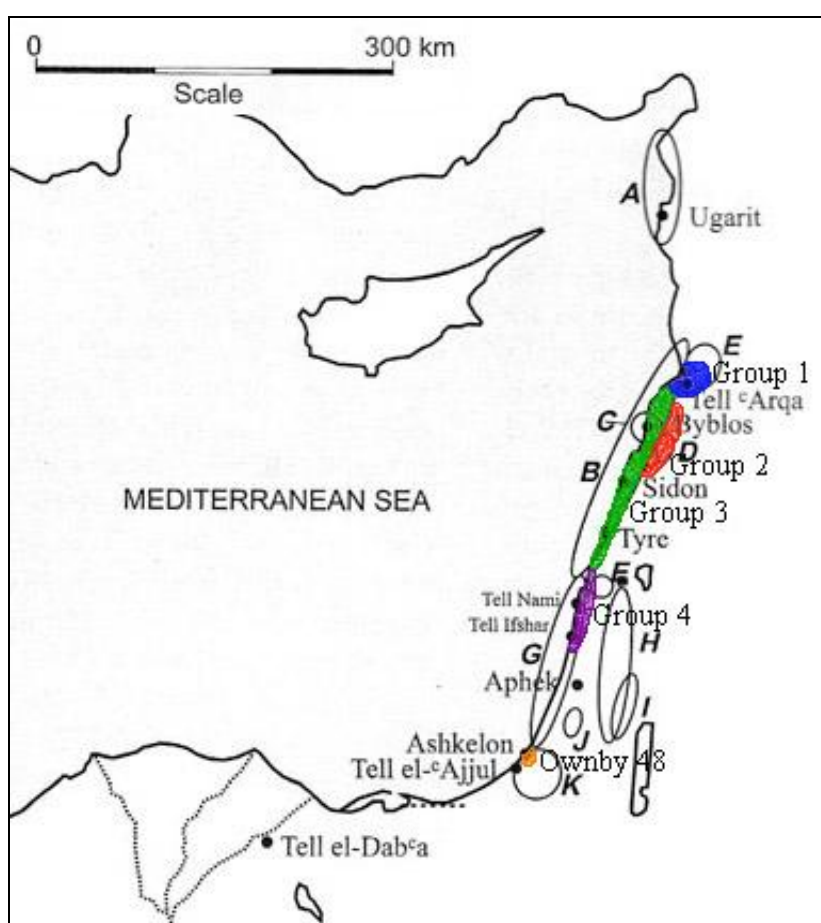 0 300 km
Scale
A
Ugarit
E
Group 1
Tell ᶜArqa
G
Byblos
D
B
Group 2
Sidon
MEDITERRANEAN SEA
Group 3
Tyre
F
Tell Nami
Group 4
Tell Ifshar
H
G
Aphek
I
J
Ashkelon
Ownby 48
Tell el-ᶜAjjul
K
Tell el-Dabᶜa